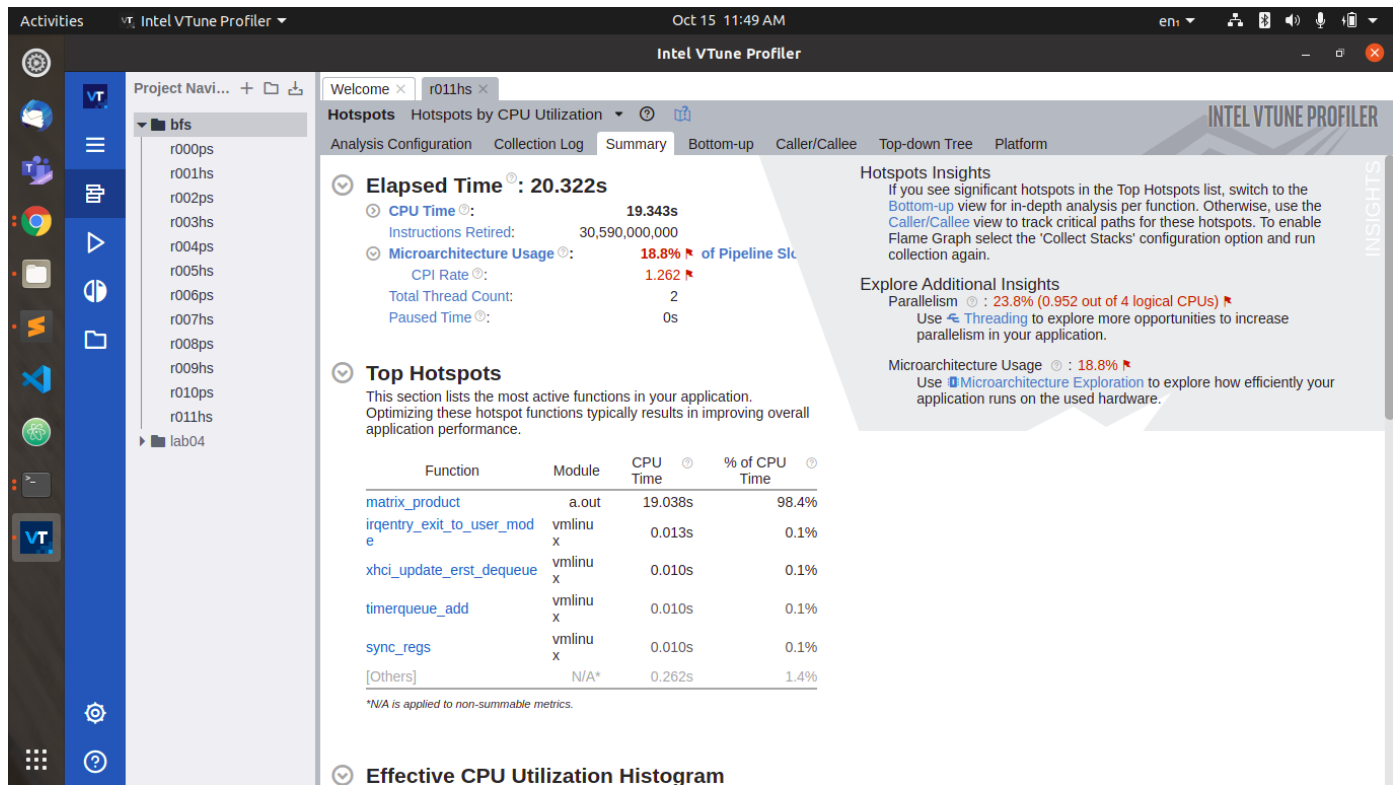 Activities
Intel VTune Profiler
Oct 15 11:49 AM
en₁
Intel VTune Profiler
VT
Project Navi...
bfs
r000ps
r001hs
r002ps
r003hs
r004ps
r005hs
r006ps
r007hs
r008ps
r009hs
r010ps
r011hs
lab04
Welcome
r011hs
Hotspots Hotspots by CPU Utilization
INTEL VTUNE PROFILER
Analysis Configuration Collection Log Summary Bottom-up Caller/Callee Top-down Tree Platform
Elapsed Time: 20.322s
CPU Time: 19.343s
Instructions Retired: 30,590,000,000
Microarchitecture Usage: 18.8% of Pipeline Slo
CPI Rate: 1.262
Total Thread Count: 2
Paused Time: 0s
Top Hotspots
This section lists the most active functions in your application.
Optimizing these hotspot functions typically results in improving overall
application performance.
Function Module CPU Time % of CPU Time
matrix_product a.out 19.038s 98.4%
irqentry_exit_to_user_mode vmlinux 0.013s 0.1%
xhci_update_erst_dequeue vmlinux 0.010s 0.1%
timerqueue_add vmlinux 0.010s 0.1%
sync_regs vmlinux 0.010s 0.1%
[Others] N/A* 0.262s 1.4%
*N/A is applied to non-summable metrics.
Effective CPU Utilization Histogram
Hotspots Insights
If you see significant hotspots in the Top Hotspots list, switch to the
Bottom-up view for in-depth analysis per function. Otherwise, use the
Caller/Callee view to track critical paths for these hotspots. To enable
Flame Graph select the 'Collect Stacks' configuration option and run
collection again.
Explore Additional Insights
Parallelism : 23.8% (0.952 out of 4 logical CPUs)
Use Threading to explore more opportunities to increase
parallelism in your application.
Microarchitecture Usage : 18.8%
Use Microarchitecture Exploration to explore how efficiently your
application runs on the used hardware.
INSIGHTS
VT